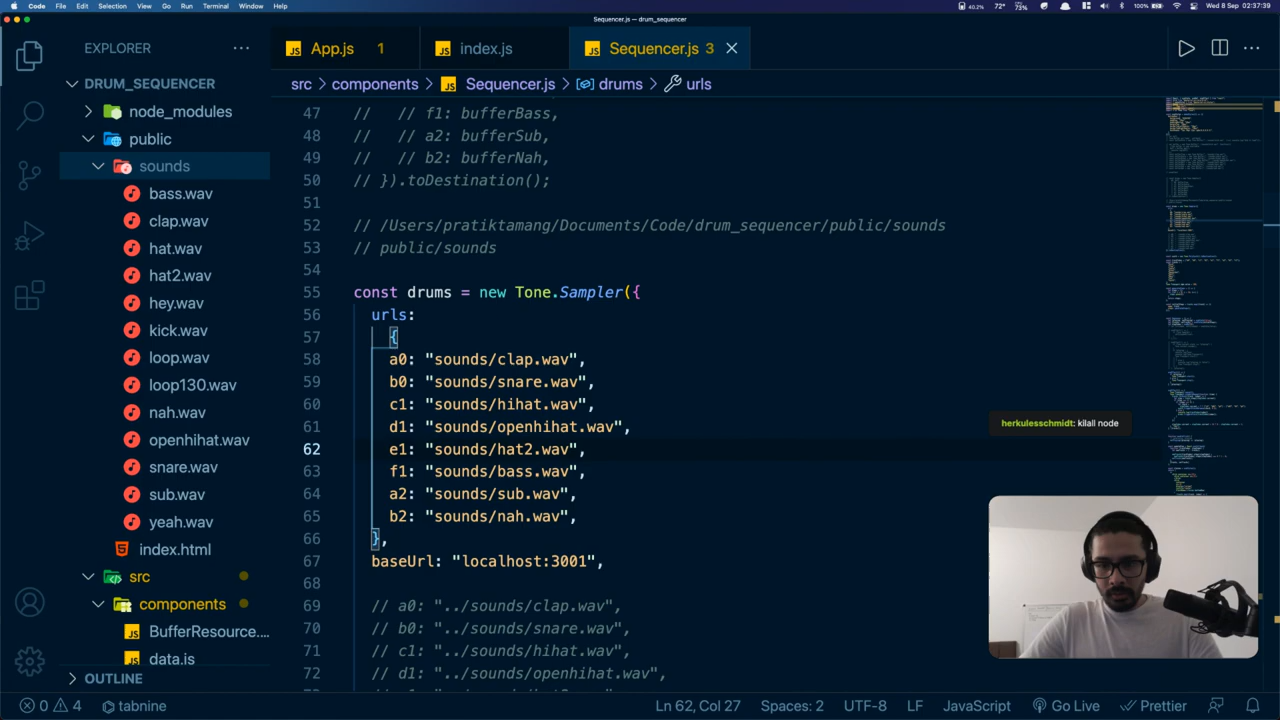 Code File Edit Selection View Go Run Terminal Window Help
40.2% 72° 73% 100% Wed 8 Sep 02:37:39
Sequencer.js — drum_sequencer
EXPLORER
DRUM_SEQUENCER
node_modules
public
sounds
bass.wav
clap.wav
hat.wav
hat2.wav
hey.wav
kick.wav
loop.wav
loop130.wav
nah.wav
openhihat.wav
snare.wav
sub.wav
yeah.wav
index.html
src
components
BufferResource....
data.js
OUTLINE
App.js 1
index.js
Sequencer.js 3
src > components > Sequencer.js > drums > urls
47 // // f1: bufferBass,
48 // // a2: bufferSub,
49 // // b2: bufferNah,
50 // }).toDestination();
51
52
53 // public/sounds
54
55 const drums = new Tone.Sampler({
56 urls:
57 {
58 a0: "sounds/clap.wav",
59 b0: "sounds/snare.wav",
60 c1: "sounds/hihat.wav",
61 d1: "sounds/openhihat.wav",
62 "sounds/hat2.wav",
63 f1: "sounds/bass.wav",
64 a2: "sounds/sub.wav",
65 b2: "sounds/nah.wav",
66 },
67 baseUrl: "localhost:3001",
68
69 // a0: "../sounds/clap.wav",
70 // b0: "../sounds/snare.wav",
71 // c1: "../sounds/hihat.wav",
72 // d1: "../sounds/openhihat.wav",
herkulesschmidt: kilall node
0 4 tabnine
Ln 62, Col 27 Spaces: 2 UTF-8 LF JavaScript Go Live Prettier